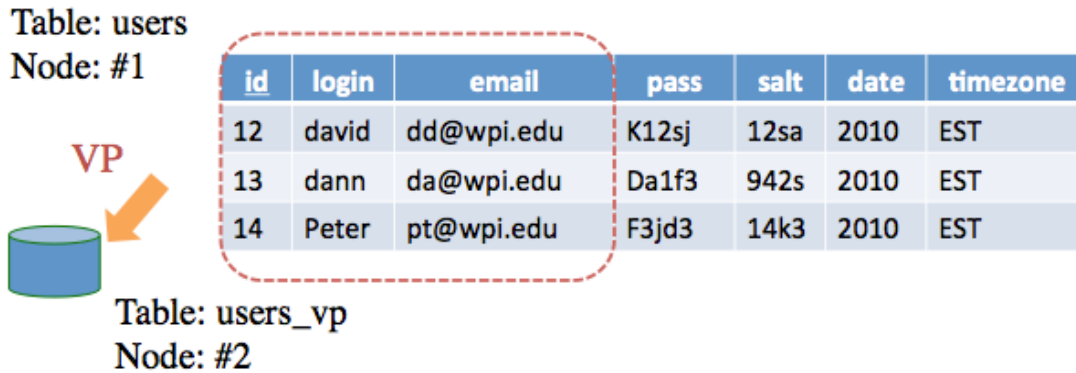 Table: users
Node: #1
id login email pass salt date timezone
12 david dd@wpi.edu K12sj 12sa 2010 EST
13 dann da@wpi.edu Da1f3 942s 2010 EST
14 Peter pt@wpi.edu F3jd3 14k3 2010 EST
VP
Table: users_vp
Node: #2